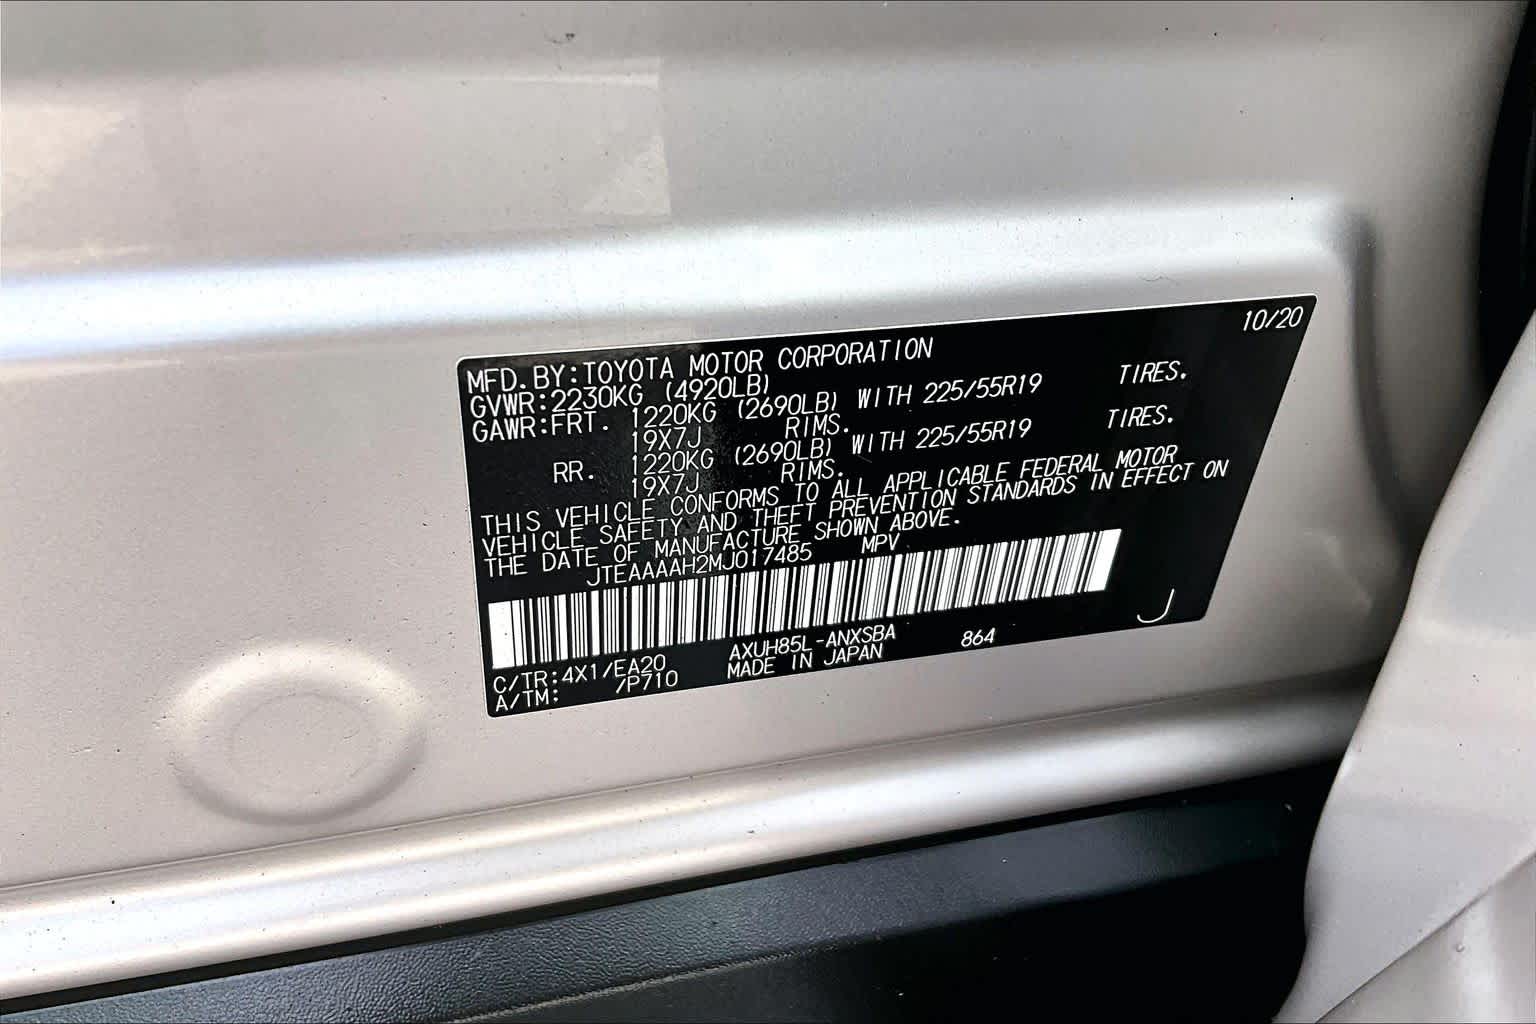 10/20
MFD.BY:TOYOTA MOTOR CORPORATION
GVWR:2230KG (4920LB)
GAWR:FRT. 1220KG (2690LB) WITH 225/55R19 TIRES.
19X7J RIMS.
RR. 1220KG (2690LB) WITH 225/55R19 TIRES.
19X7J RIMS.
THIS VEHICLE CONFORMS TO ALL APPLICABLE FEDERAL MOTOR
VEHICLE SAFETY AND THEFT PREVENTION STANDARDS IN EFFECT ON
THE DATE OF MANUFACTURE SHOWN ABOVE.
JTEAAAAH2MJ017485 MPV
C/TR:4X1/EA20 AXUH85L-ANXSBA 864 J
A/TM: /P710 MADE IN JAPAN